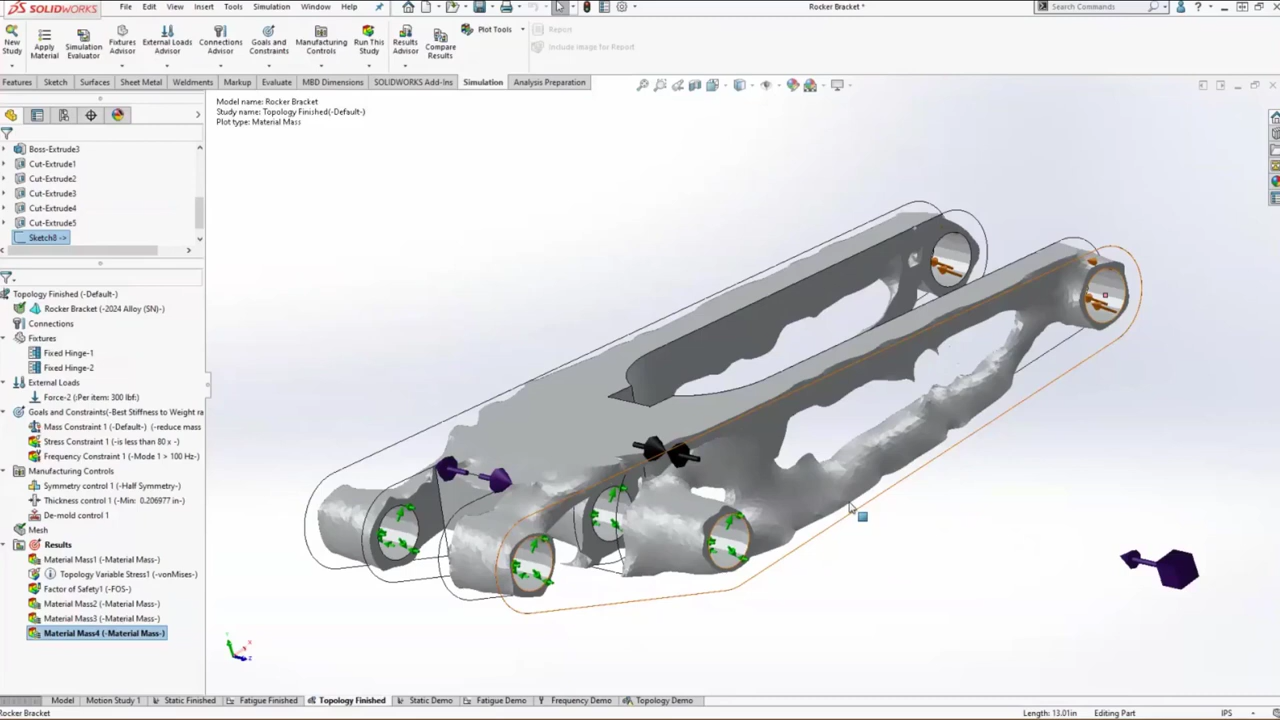 SOLIDWORKS
File Edit View Insert Tools Simulation Window Help
Rocker Bracket *
Search Commands
New Study
Apply Material
Simulation Evaluator
Fixtures Advisor
External Loads Advisor
Connections Advisor
Goals and Constraints
Manufacturing Controls
Run This Study
Results Advisor
Compare Results
Plot Tools
Report
Include Image for Report
Features Sketch Surfaces Sheet Metal Weldments Markup Evaluate MBD Dimensions SOLIDWORKS Add-Ins Simulation Analysis Preparation
Model name: Rocker Bracket
Study name: Topology Finished(-Default-)
Plot type: Material Mass
Boss-Extrude3
Cut-Extrude1
Cut-Extrude2
Cut-Extrude3
Cut-Extrude4
Cut-Extrude5
Sketch8 ->
Topology Finished (-Default-)
Rocker Bracket (-2024 Alloy (SN)-)
Connections
Fixtures
Fixed Hinge-1
Fixed Hinge-2
External Loads
Force-2 (:Per item: 300 lbf:)
Goals and Constraints(-Best Stiffness to Weight ra
Mass Constraint 1 (-Default-) (-reduce mass
Stress Constraint 1 (-is less than 80 x -)
Frequency Constraint 1 (-Mode 1 > 100 Hz-)
Manufacturing Controls
Symmetry control 1 (-Half Symmetry-)
Thickness control 1 (-Min: 0.206977 in-)
De-mold control 1
Mesh
Results
Material Mass1 (-Material Mass-)
Topology Variable Stress1 (-vonMises-)
Factor of Safety1 (-FOS-)
Material Mass2 (-Material Mass-)
Material Mass3 (-Material Mass-)
Material Mass4 (-Material Mass-)
Model Motion Study 1 Static Finished Fatigue Finished Topology Finished Static Demo Fatigue Demo Frequency Demo Topology Demo
Rocker Bracket
Length: 13.01in Editing Part IPS